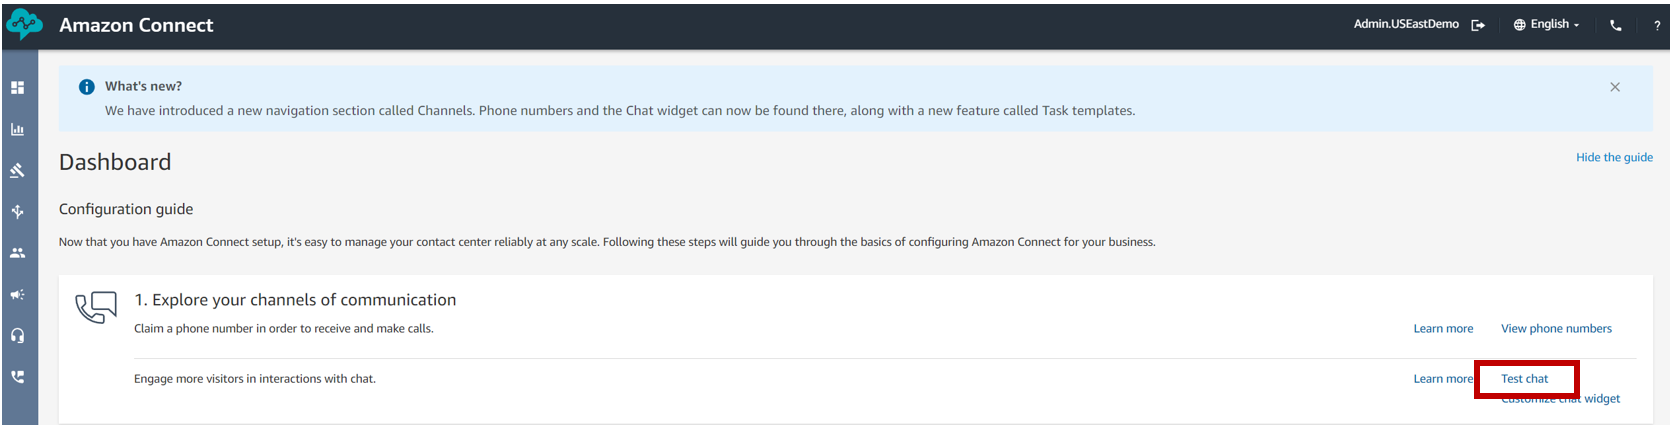 Amazon Connect
Admin.USEastDemo English ?
What's new?
We have introduced a new navigation section called Channels. Phone numbers and the Chat widget can now be found there, along with a new feature called Task templates.
Dashboard
Hide the guide
Configuration guide
Now that you have Amazon Connect setup, it's easy to manage your contact center reliably at any scale. Following these steps will guide you through the basics of configuring Amazon Connect for your business.
1. Explore your channels of communication
Claim a phone number in order to receive and make calls.
Learn more View phone numbers
Engage more visitors in interactions with chat.
Learn more Test chat
Customize chat widget